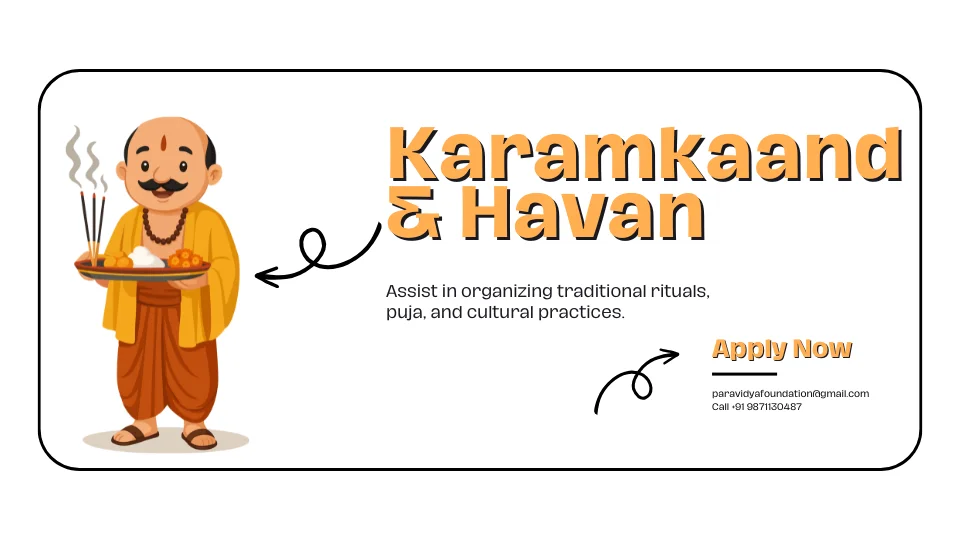 Karamkaand
& Havan
Assist in organizing traditional rituals,
puja, and cultural practices.
Apply Now
paravidyafoundation@gmail.com
Call +91 9871130487